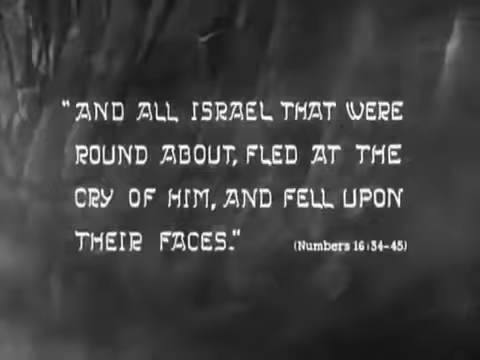 "AND ALL ISRAEL THAT WERE
ROUND ABOUT, FLED AT THE
CRY OF HIM, AND FELL UPON
THEIR FACES."
(Numbers 16:34-45)